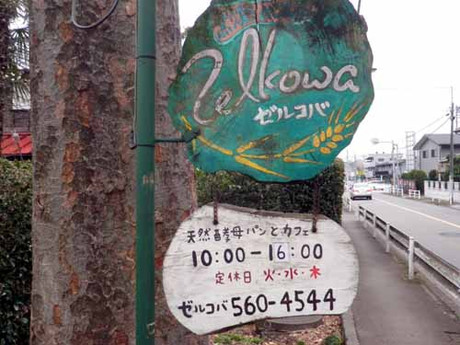 Zelkowa
ゼルコバ
天然酵母パンとカフェ
10:00-16:00
定休日 火・水・木
ゼルコバ 560-4544